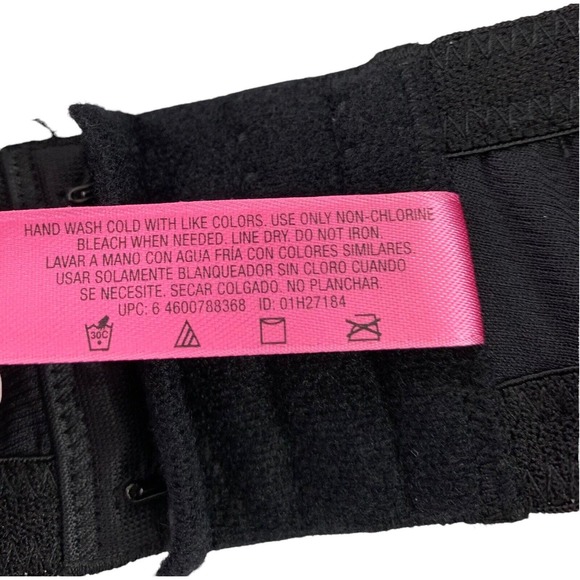 HAND WASH COLD WITH LIKE COLORS. USE ONLY NON-CHLORINE
BLEACH WHEN NEEDED. LINE DRY. DO NOT IRON.
LAVAR A MANO CON AGUA FRÍA CON COLORES SIMILARES.
USAR SOLAMENTE BLANQUEADOR SIN CLORO CUANDO
SE NECESITE. SECAR COLGADO. NO PLANCHAR.
UPC: 6 4600788368 ID: 01H27184
30C